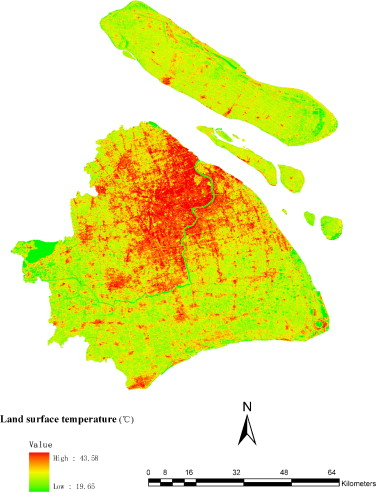 N
Land surface temperature (℃)
Value
High : 43.58
Low : 19.65
0 8 16 32 48 64
Kilometers